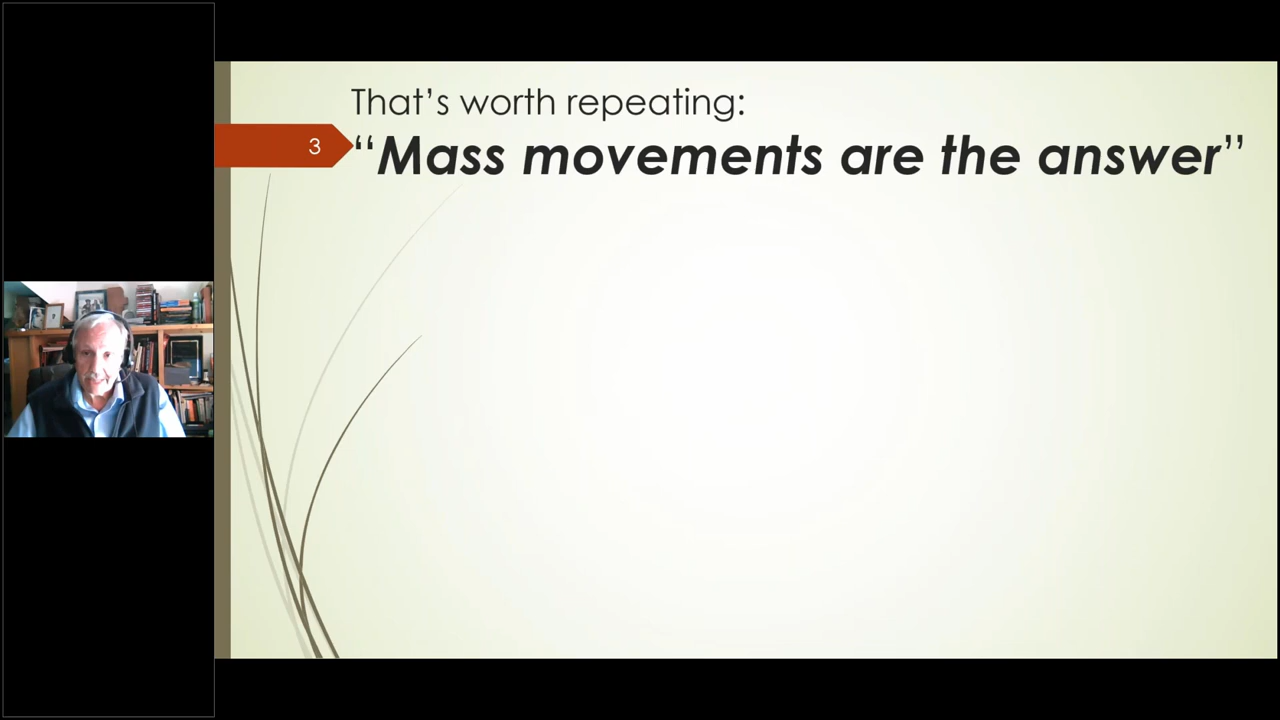 That’s worth repeating:
3
“Mass movements are the answer”